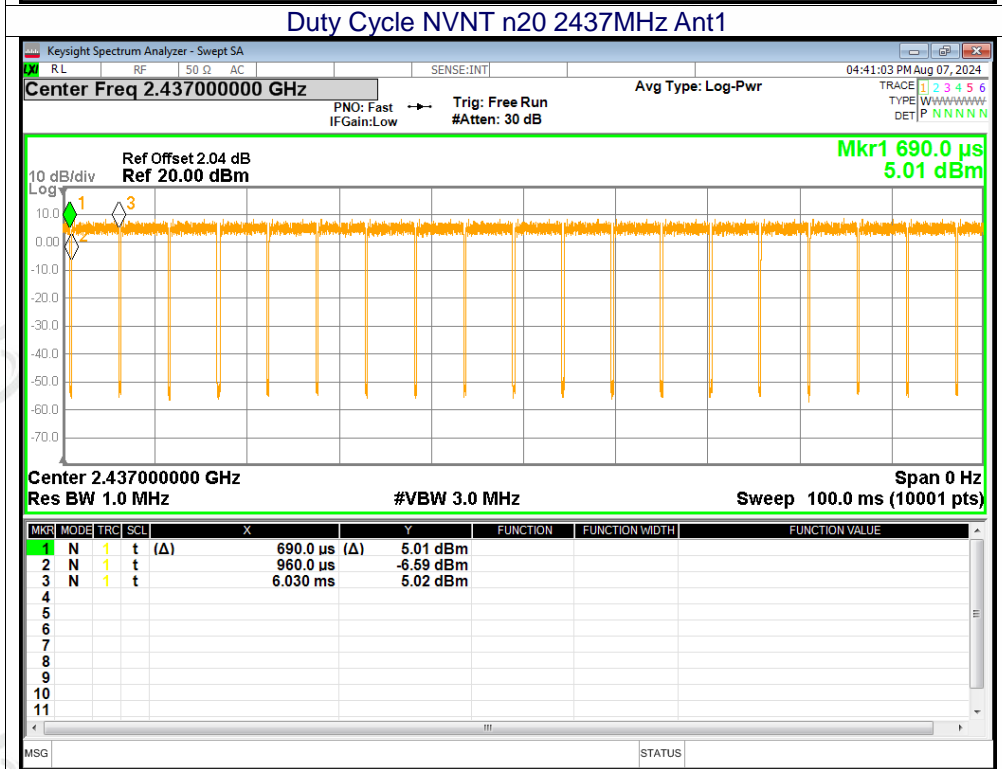 Duty Cycle NVNT n20 2437MHz Ant1
Keysight Spectrum Analyzer - Swept SA
LXI RL RF 50 Ω AC SENSE:INT 04:41:03 PM Aug 07, 2024
Center Freq 2.437000000 GHz Avg Type: Log-Pwr TRACE 1 2 3 4 5 6
PNO: Fast Trig: Free Run TYPE WWWWWWW
IFGain:Low #Atten: 30 dB DET P N N N N N
Mkr1 690.0 µs
5.01 dBm
Ref Offset 2.04 dB
10 dB/div Ref 20.00 dBm
Log
1 3
10.0
2
0.00
-10.0
-20.0
-30.0
-40.0
-50.0
-60.0
-70.0
Center 2.437000000 GHz Span 0 Hz
Res BW 1.0 MHz #VBW 3.0 MHz Sweep 100.0 ms (10001 pts)
MKR MODE TRC SCL X Y FUNCTION FUNCTION WIDTH FUNCTION VALUE
1 N 1 t (Δ) 690.0 µs (Δ) 5.01 dBm
2 N 1 t 960.0 µs -6.59 dBm
3 N 1 t 6.030 ms 5.02 dBm
4
5
6
7
8
9
10
11
MSG STATUS